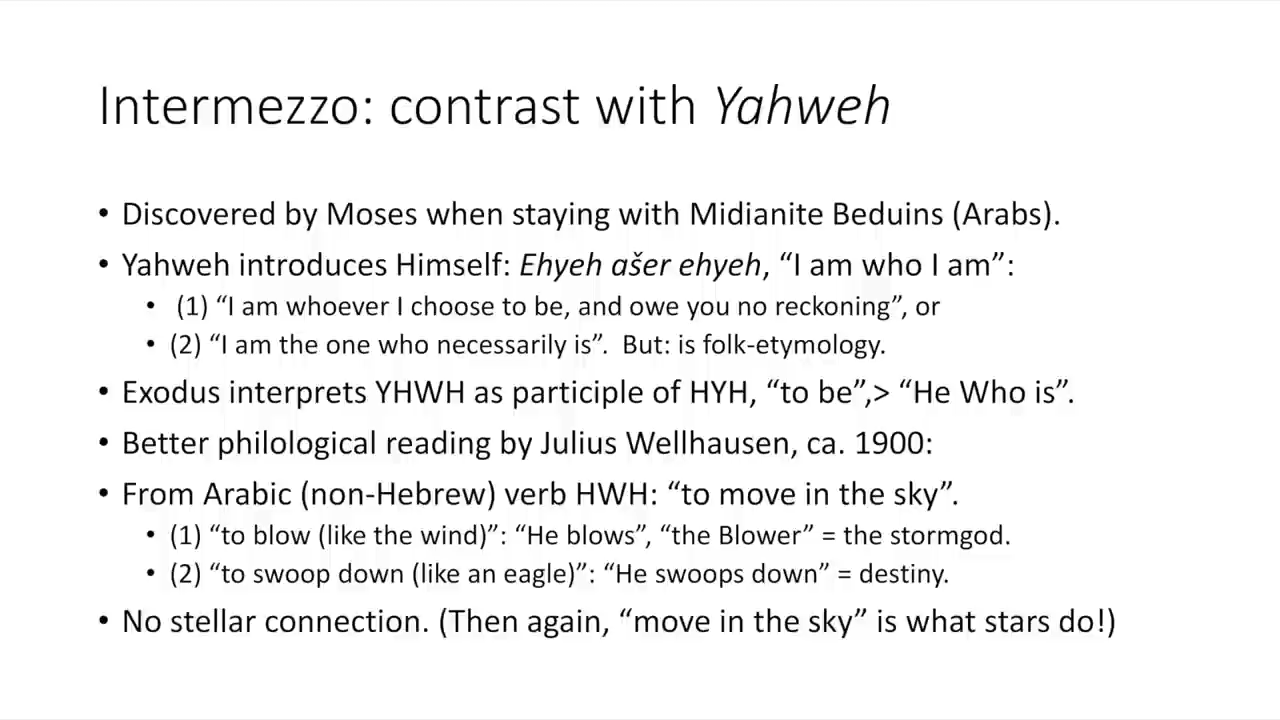 Intermezzo: contrast with Yahweh
• Discovered by Moses when staying with Midianite Beduins (Arabs).
• Yahweh introduces Himself: Ehyeh ašer ehyeh, “I am who I am”:
• (1) “I am whoever I choose to be, and owe you no reckoning”, or
• (2) “I am the one who necessarily is”. But: is folk-etymology.
• Exodus interprets YHWH as participle of HYH, “to be”,> “He Who is”.
• Better philological reading by Julius Wellhausen, ca. 1900:
• From Arabic (non-Hebrew) verb HWH: “to move in the sky”.
• (1) “to blow (like the wind)”: “He blows”, “the Blower” = the stormgod.
• (2) “to swoop down (like an eagle)”: “He swoops down” = destiny.
• No stellar connection. (Then again, “move in the sky” is what stars do!)